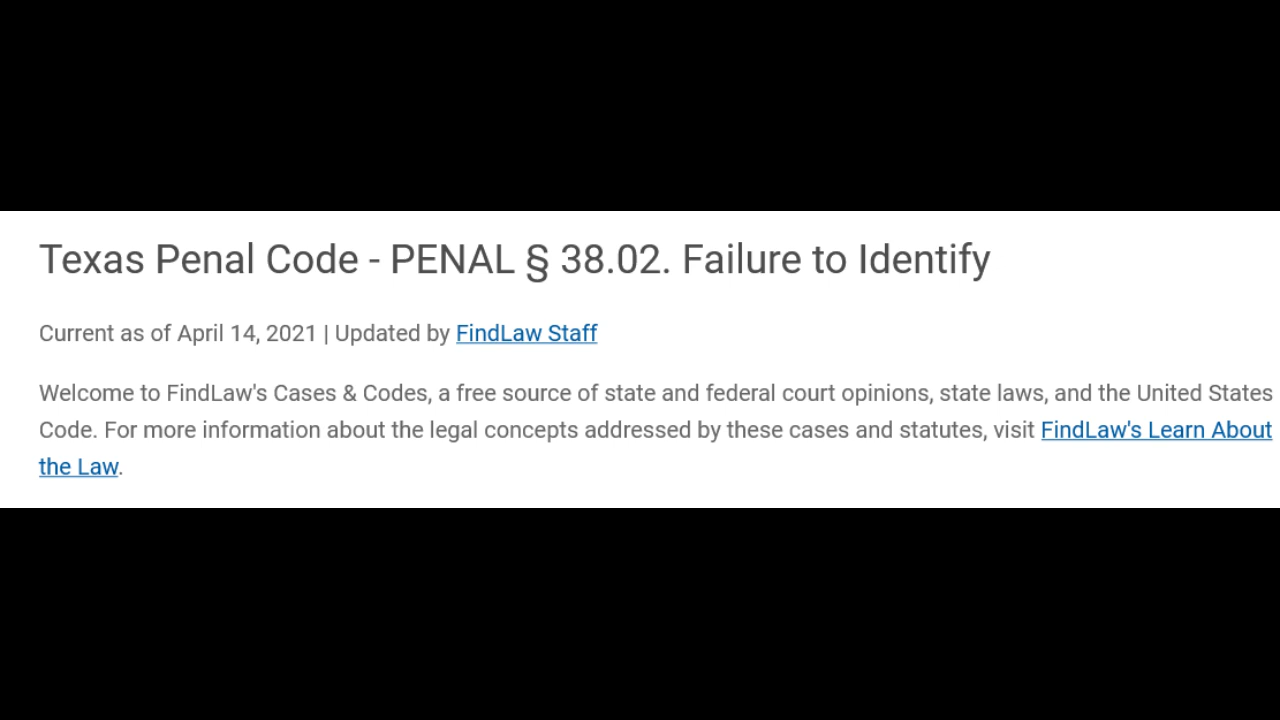 Texas Penal Code - PENAL § 38.02. Failure to Identify
Current as of April 14, 2021 | Updated by FindLaw Staff
Welcome to FindLaw's Cases & Codes, a free source of state and federal court opinions, state laws, and the United States
Code. For more information about the legal concepts addressed by these cases and statutes, visit FindLaw's Learn About
the Law.